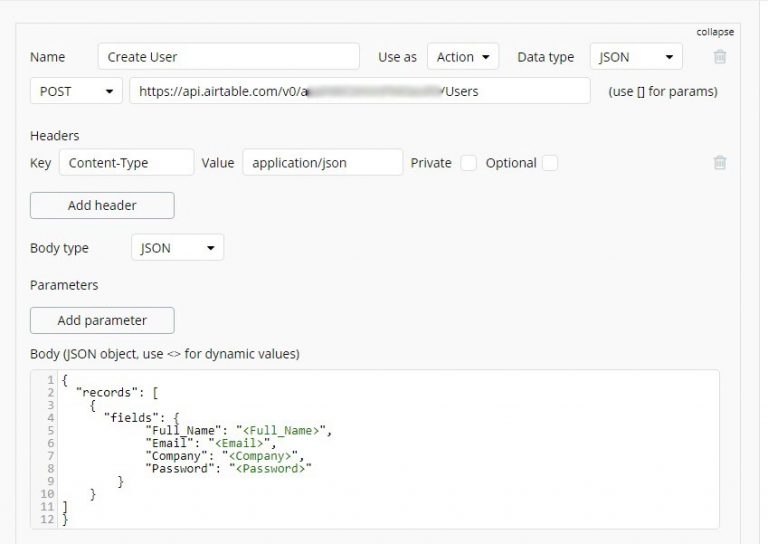 collapse
Name Create User Use as Action Data type JSON
POST https://api.airtable.com/v0/a /Users (use [] for params)
Headers
Key Content-Type Value application/json Private Optional
Add header
Body type JSON
Parameters
Add parameter
Body (JSON object, use <> for dynamic values)
1 {
2 "records": [
3 {
4 "fields": {
5 "Full_Name": "<Full_Name>",
6 "Email": "<Email>",
7 "Company": "<Company>",
8 "Password": "<Password>"
9 }
10 }
11 ]
12 }